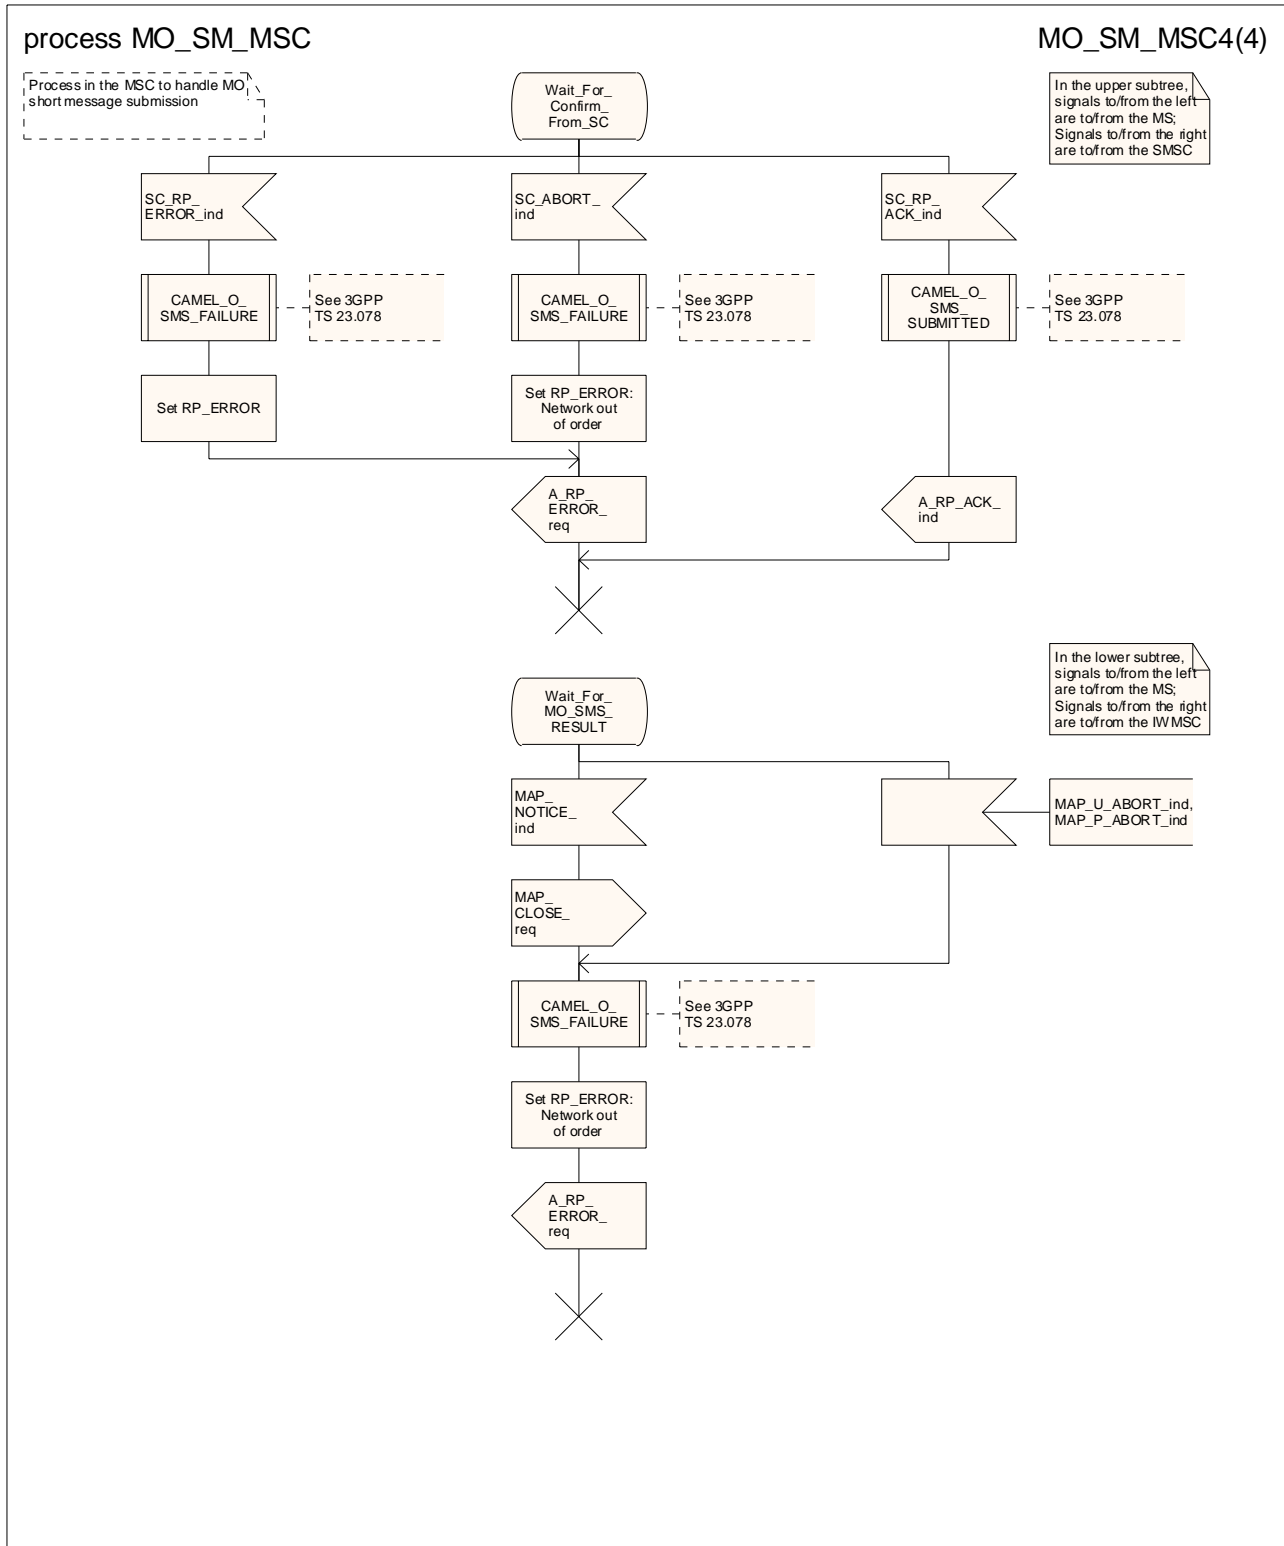 process MO_SM_MSC
MO_SM_MSC4(4)
Process in the MSC to handle MO
short message submission
Wait_For_
Confirm_
From_SC
In the upper subtree,
signals to/from the left
are to/from the MS;
Signals to/from the right
are to/from the SMSC
SC_RP_
ERROR_ind
SC_ABORT_
ind
SC_RP_
ACK_ind
CAMEL_O_
SMS_FAILURE
See 3GPP
TS 23.078
CAMEL_O_
SMS_FAILURE
See 3GPP
TS 23.078
CAMEL_O_
SMS_
SUBMITTED
See 3GPP
TS 23.078
Set RP_ERROR
Set RP_ERROR:
Network out
of order
A_RP_
ERROR_
req
A_RP_ACK_
ind
In the lower subtree,
signals to/from the left
are to/from the MS;
Signals to/from the right
are to/from the IWMSC
Wait_For_
MO_SMS_
RESULT
MAP_
NOTICE_
ind
MAP_U_ABORT_ind,
MAP_P_ABORT_ind
MAP_
CLOSE_
req
CAMEL_O_
SMS_FAILURE
See 3GPP
TS 23.078
Set RP_ERROR:
Network out
of order
A_RP_
ERROR_
req